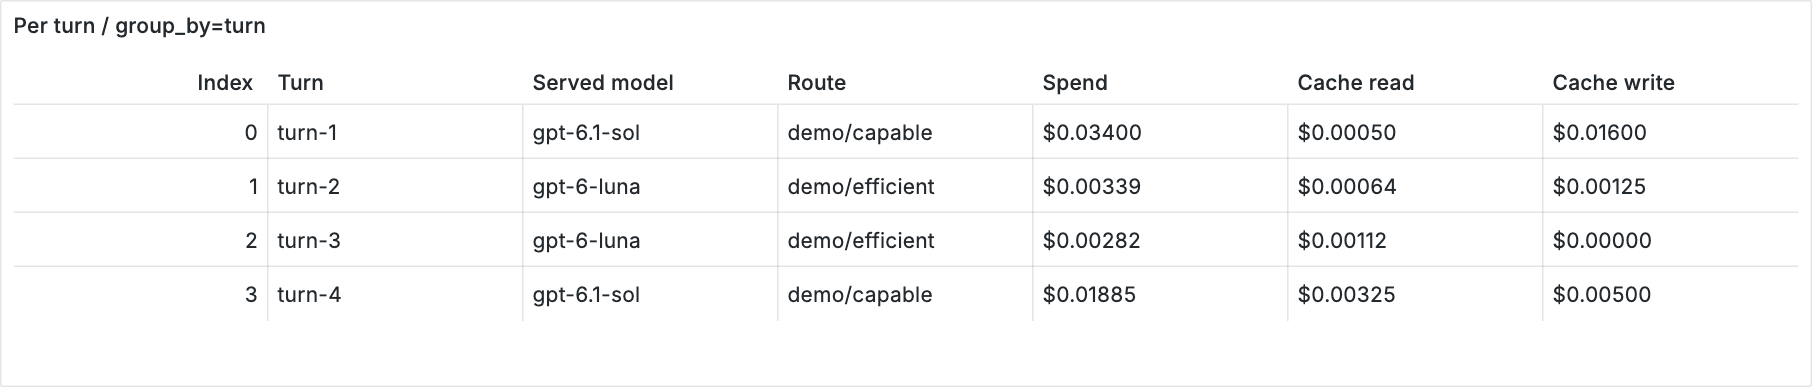 Per turn / group_by=turn
Index Turn Served model Route Spend Cache read Cache write
0 turn-1 gpt-6.1-sol demo/capable $0.03400 $0.00050 $0.01600
1 turn-2 gpt-6-luna demo/efficient $0.00339 $0.00064 $0.00125
2 turn-3 gpt-6-luna demo/efficient $0.00282 $0.00112 $0.00000
3 turn-4 gpt-6.1-sol demo/capable $0.01885 $0.00325 $0.00500